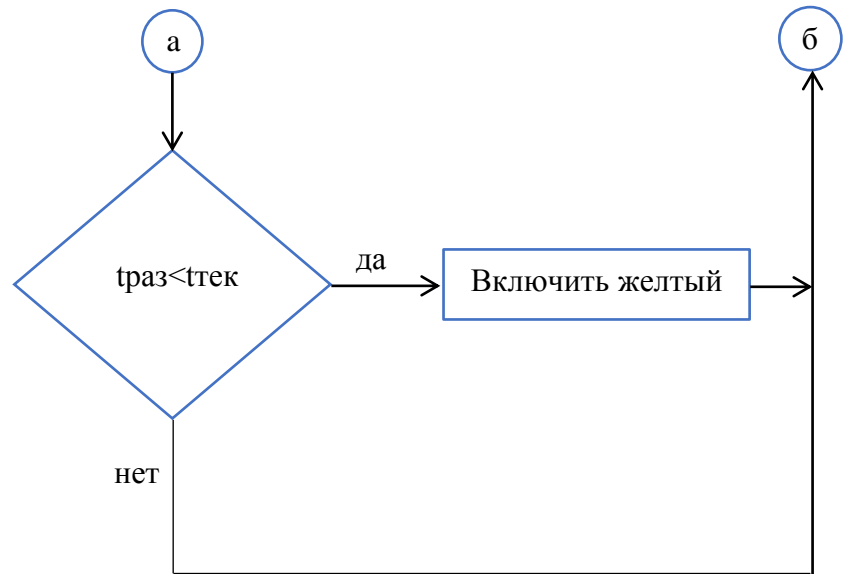 а
б
tраз<tтек
да
Включить желтый
нет